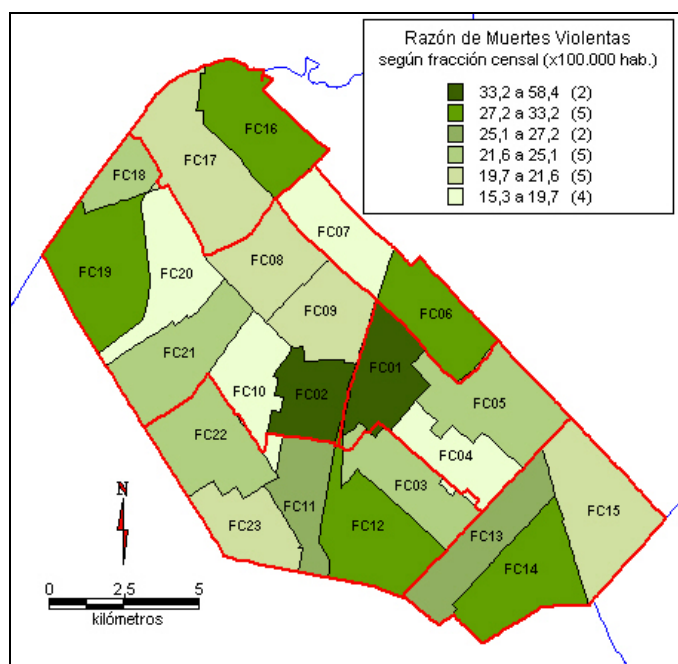 Razón de Muertes Violentas
según fracción censal (x100.000 hab.)
33,2 a 58,4 (2)
27,2 a 33,2 (5)
25,1 a 27,2 (2)
21,6 a 25,1 (5)
19,7 a 21,6 (5)
15,3 a 19,7 (4)
FC16
FC17
FC18
FC07
FC08
FC20
FC19
FC09
FC06
FC21
FC01
FC10
FC02
FC05
FC22
FC04
FC03
FC11
FC15
FC23
FC12
FC13
FC14
N
0 2,5 5
kilómetros